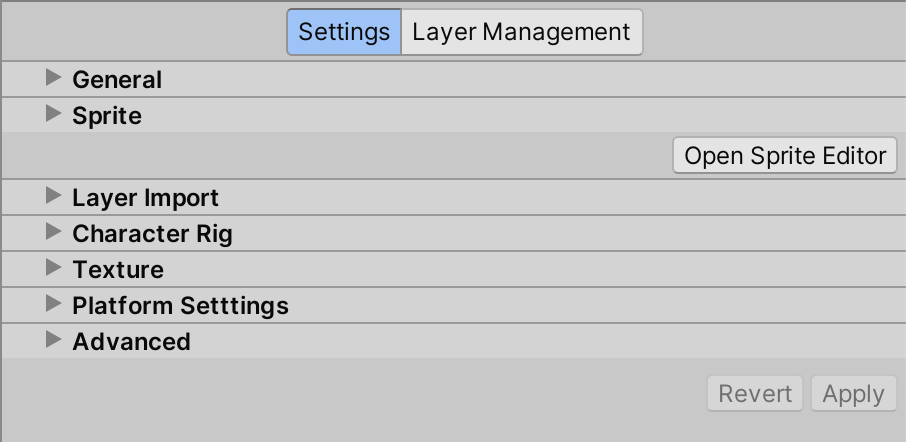 Settings Layer Management
General
Sprite
Open Sprite Editor
Layer Import
Character Rig
Texture
Platform Setttings
Advanced
Revert Apply